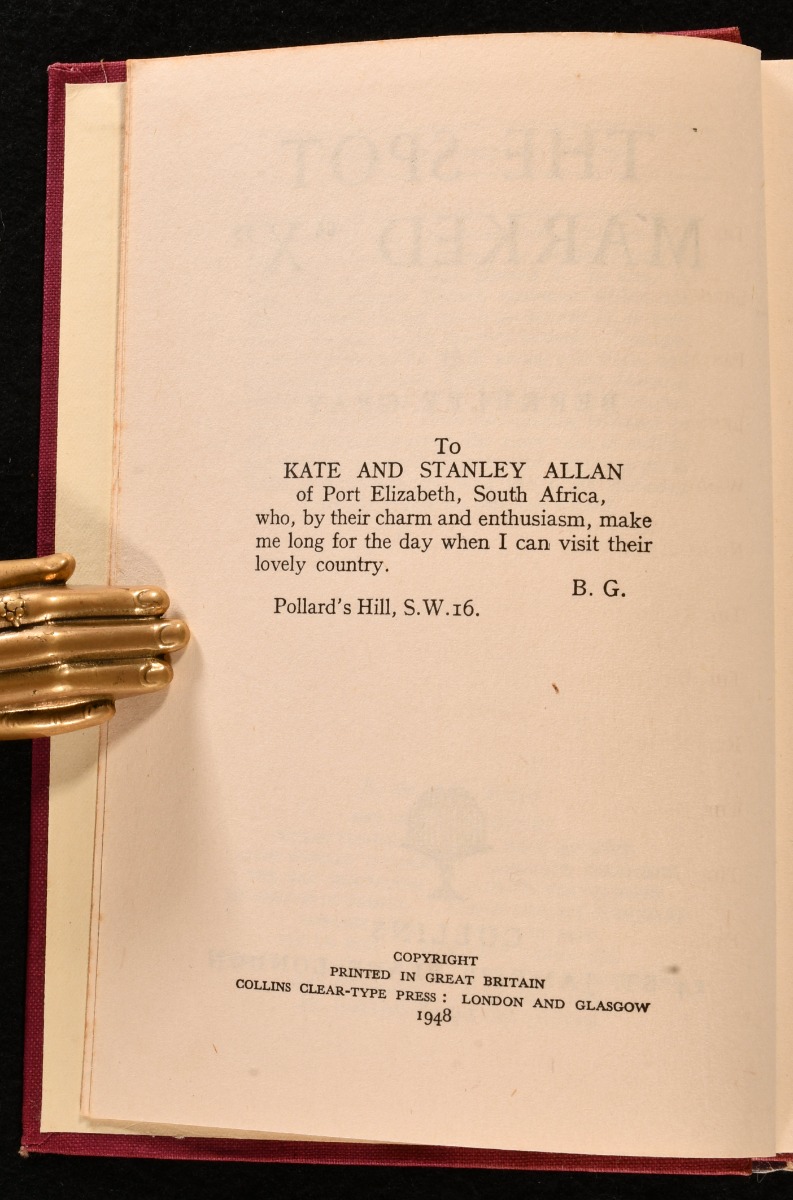 To
KATE AND STANLEY ALLAN
of Port Elizabeth, South Africa,
who, by their charm and enthusiasm, make
me long for the day when I can visit their
lovely country.
B. G.
Pollard's Hill, S.W.16.
COPYRIGHT
PRINTED IN GREAT BRITAIN
COLLINS CLEAR-TYPE PRESS : LONDON AND GLASGOW
1948